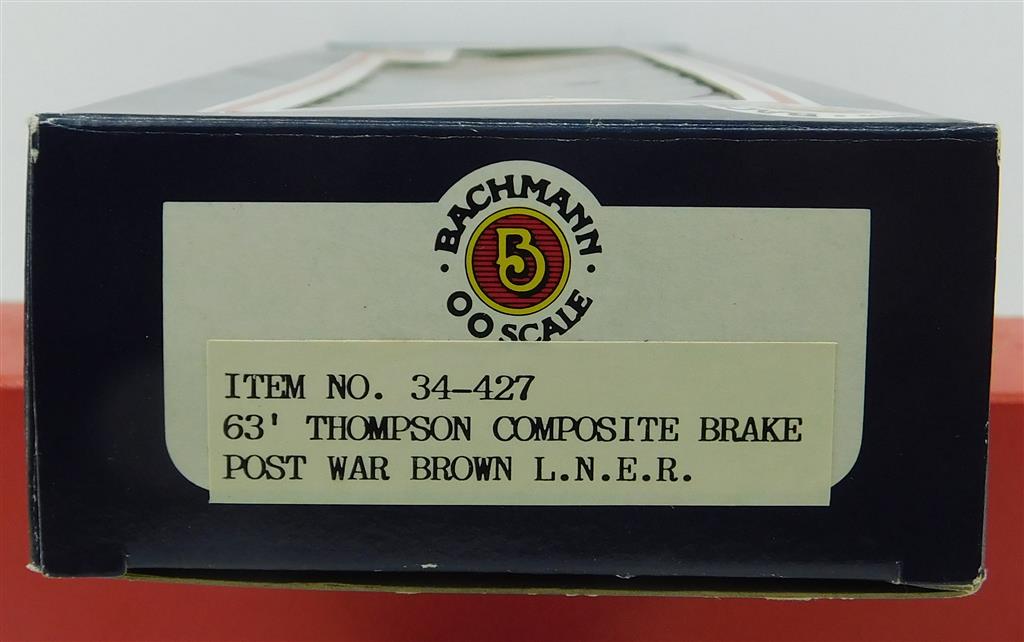 BACHMANN
B
OO SCALE
ITEM NO. 34-427
63' THOMPSON COMPOSITE BRAKE
POST WAR BROWN L.N.E.R.